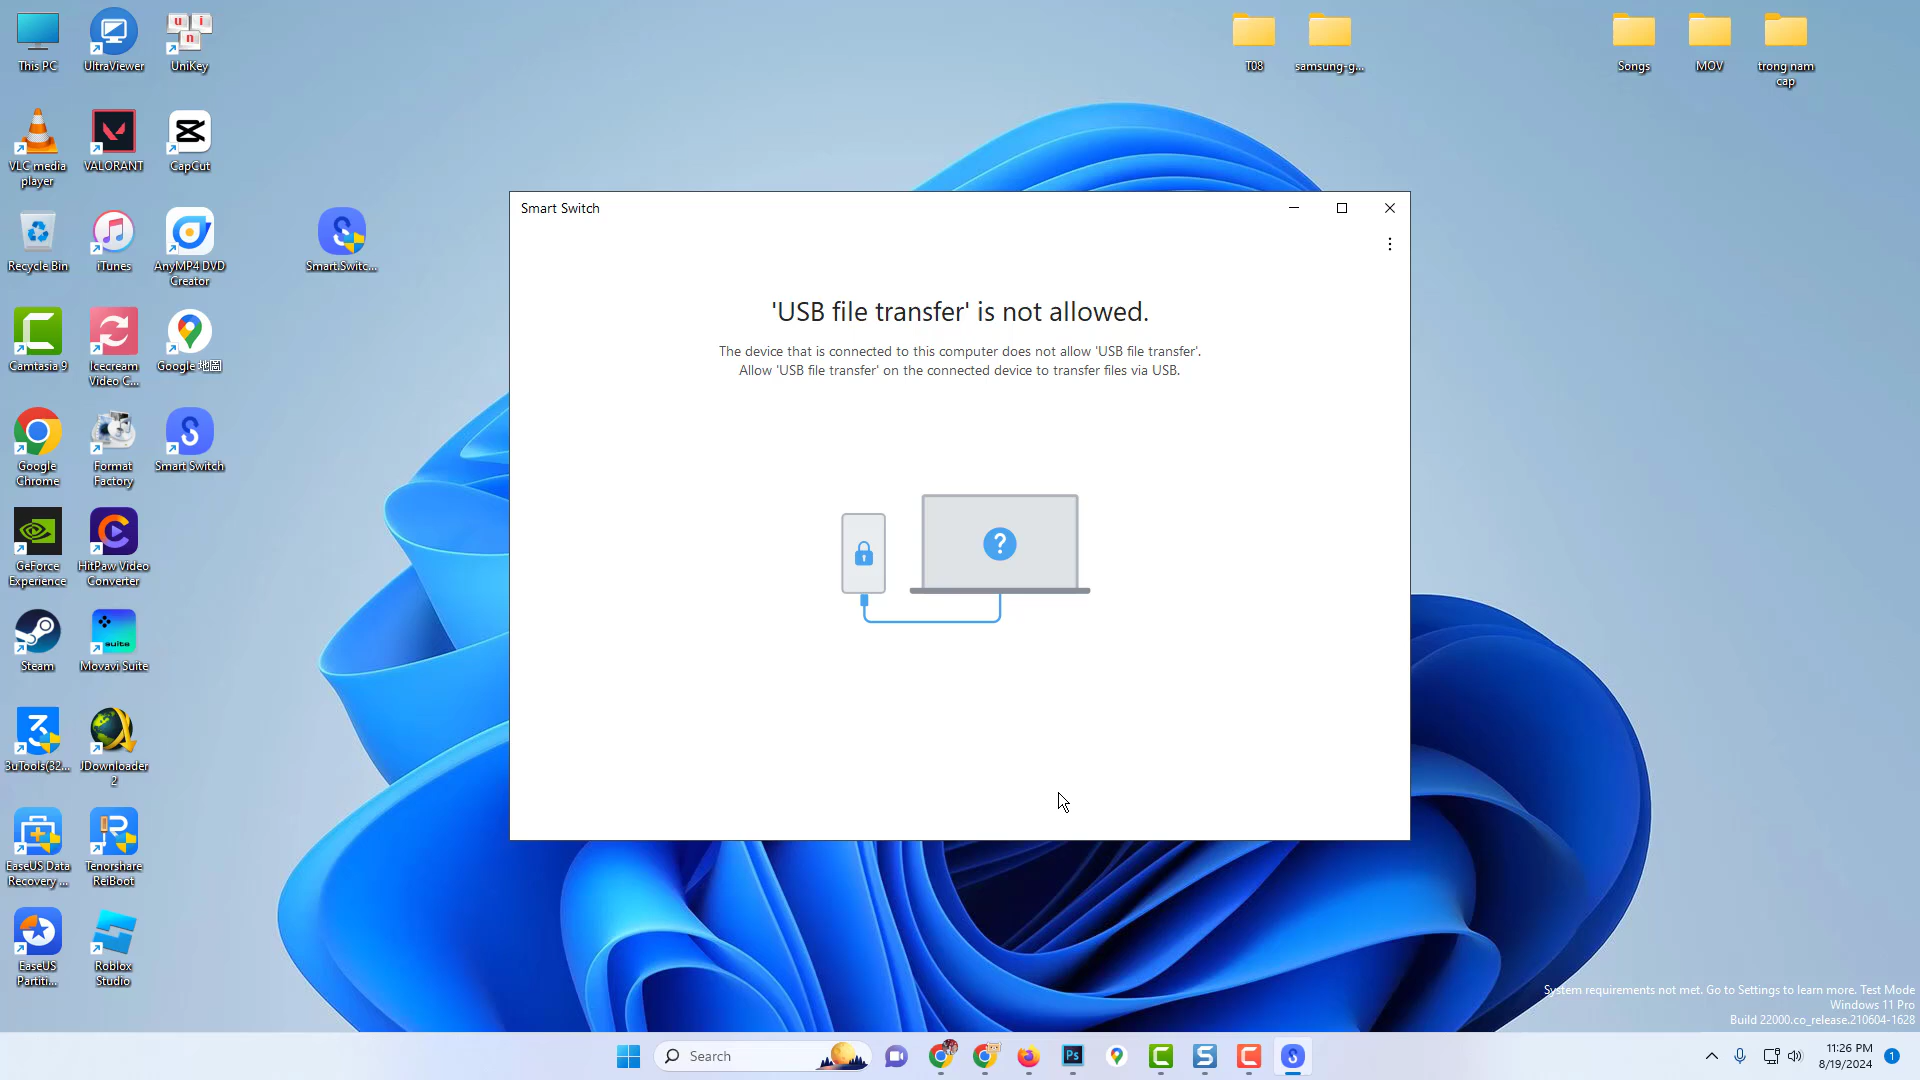 This PC
UltraViewer
u
i
n
UniKey
T08
samsung-g...
Songs
MOV
trong nam
cap
VLC media
player
VALORANT
CapCut
Smart Switch
Recycle Bin
iTunes
AnyMP4 DVD
Creator
Smart.Switc...
'USB file transfer' is not allowed.
The device that is connected to this computer does not allow 'USB file transfer'.
Allow 'USB file transfer' on the connected device to transfer files via USB.
?
Camtasia 9
Icecream
Video C...
Google 地圖
Google
Chrome
Format
Factory
Smart Switch
GeForce
Experience
HitPaw Video
Converter
Steam
suite
Movavi Suite
3uTools(32...
JDownloader
2
EaseUS Data
Recovery ...
Tenorshare
ReiBoot
EaseUS
Partiti...
Roblox
Studio
System requirements not met. Go to Settings to learn more. Test Mode
Windows 11 Pro
Build 22000.co_release.210604-1628
Search
Ps
11:26 PM
8/19/2024
1